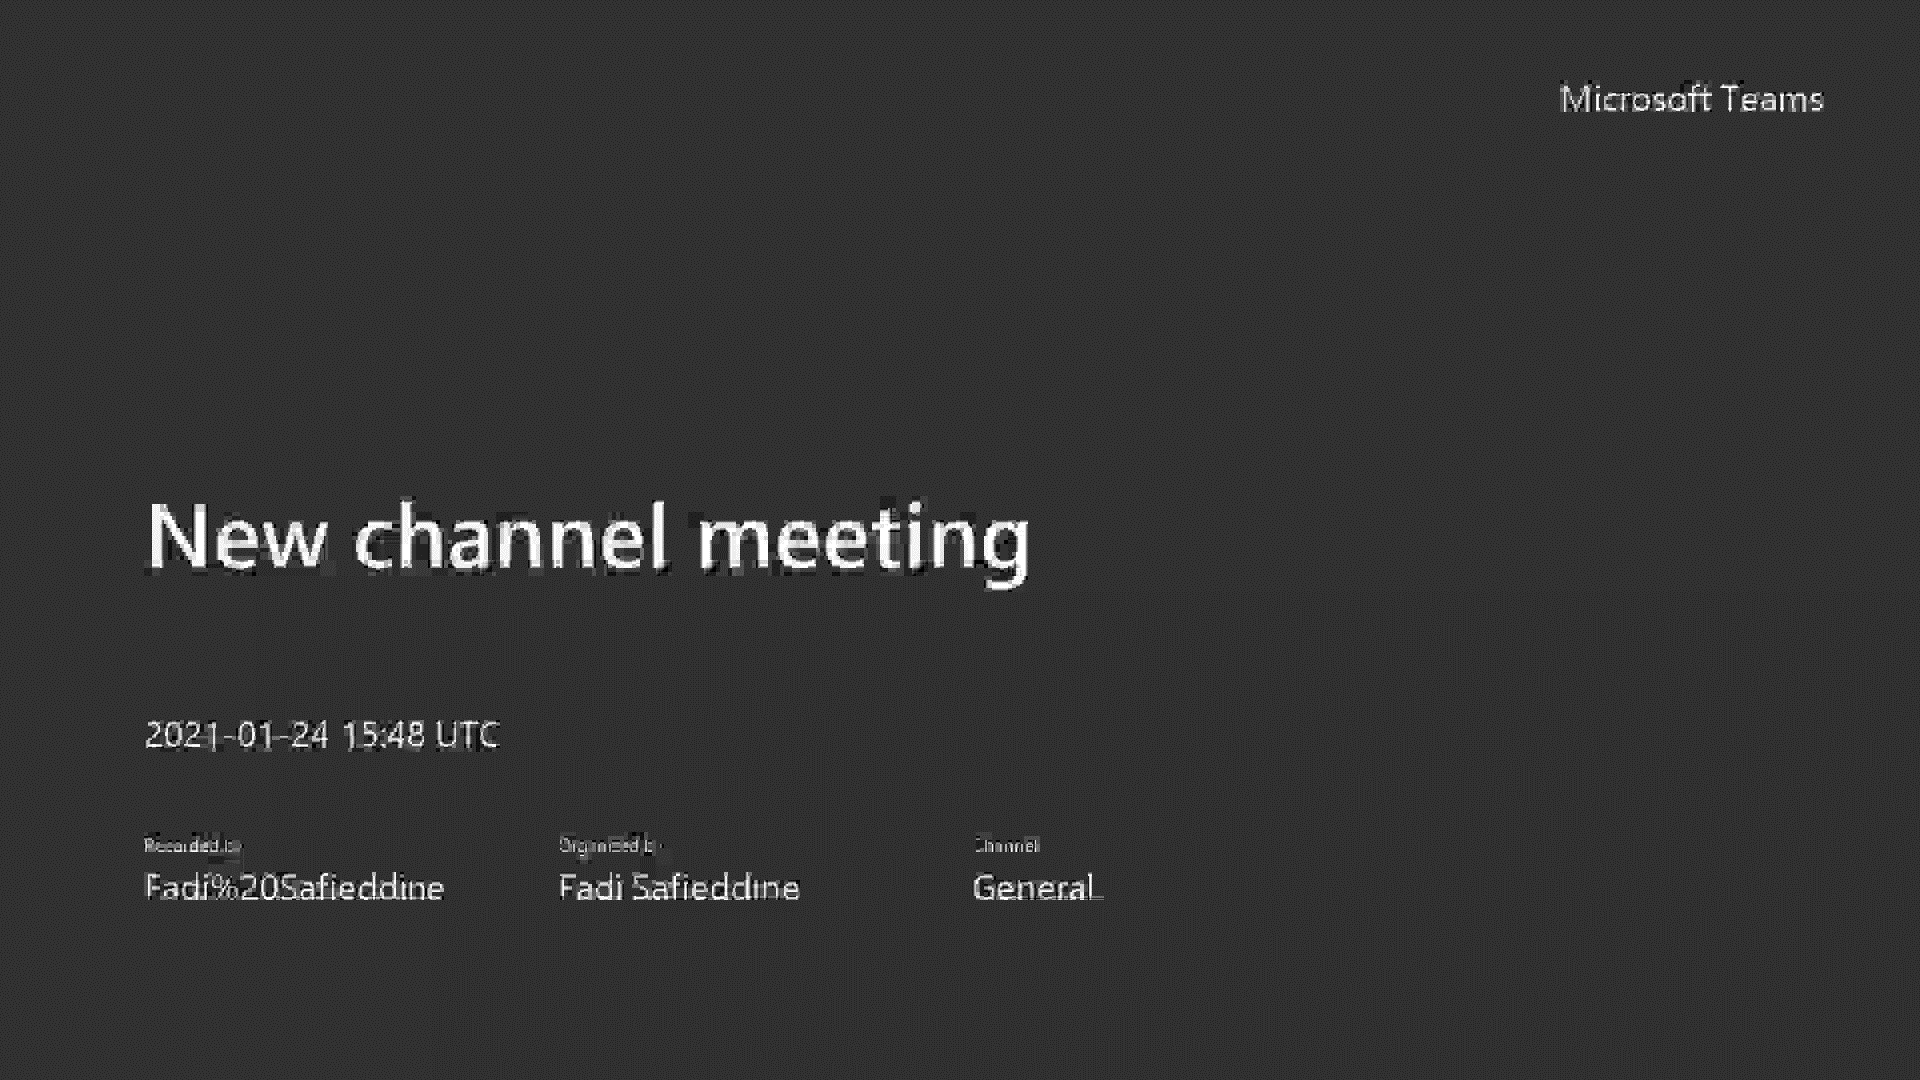 Microsoft Teams
New channel meeting
2021-01-24 15:48 UTC
Recorded by
Organized by
Channel
Fadi%20Safieddine
Fadi Safieddine
General